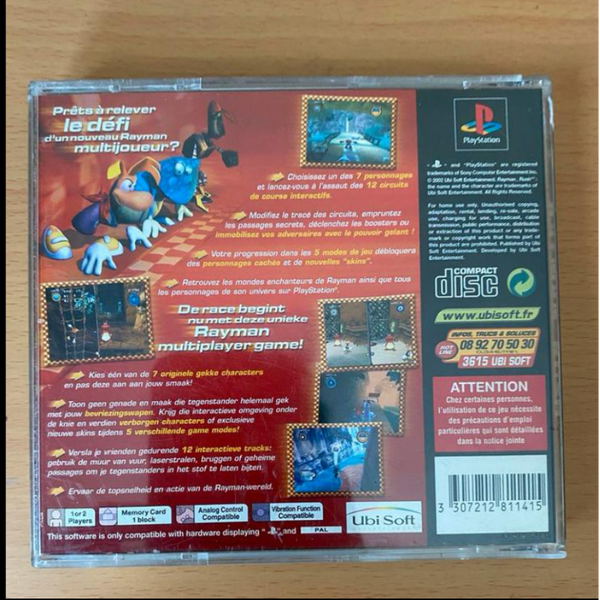 Prêts à relever
le défi
d'un nouveau Rayman
multijoueur?
Choisissez un des 7 personnages
et lancez-vous à l'assaut des 12 circuits
de course interactifs.
Modifiez le tracé des circuits, empruntez
les passages secrets, déclenchez les boosters ou
immobilisez vos adversaires avec le pouvoir gelant !
Votre progression dans les 5 modes de jeu débloquera
des personnages cachés et de nouvelles "skins".
Retrouvez les mondes enchanteurs de Rayman ainsi que tous
les personnages de son univers sur PlayStation.
De race begint
nu met deze unieke
Rayman
multiplayer game!
Kies één van de 7 originele gekke characters
en pas deze aan aan jouw smaak!
Toon geen genade en maak die tegenstander helemaal gek
met jouw bevriezingswapen. Krijg die interactieve omgeving onder
de knie en verdien verborgen characters of exclusieve
nieuwe skins tijdens 5 verschillende game modes!
Versla je vrienden gedurende 12 interactieve tracks:
gebruik de muur van vuur, laserstralen, bruggen of geheime
passages om je tegenstanders in het stof te laten bijten.
Ervaar de topsnelheid en actie van de Rayman-wereld.
1 or 2
Players
Memory Card
1 block
Analog Control
Compatible
Vibration Function
Compatible
This software is only compatible with hardware displaying " " and PAL
Ubi Soft
PlayStation
" " and "PlayStation" are registered
trademarks of Sony Computer Entertainment Inc.
© 2002 Ubi Soft Entertainment. Rayman, Rush
the name and the character are trademarks of
Ubi Soft Entertainment.
For home use only. Unauthorised copying,
adaptation, rental, lending, re-sale, arcade
use, charging for use, broadcast, cable
transmission, public performance, distribution
or extraction of this product or any trade-
mark or copyright work that forms part of
this product are prohibited. Published by Ubi
Soft Entertainment. Developed by Ubi Soft
Entertainment.
COMPACT
disc
www.ubisoft.fr
INFOS, TRUCS & SOLUCES
HOT
LINE
08 92 70 50 30
3615 UBI SOFT
ATTENTION
Chez certaines personnes,
l'utilisation de ce jeu nécessite
des précautions d'emploi
particulières qui sont détaillées
dans la notice jointe
3 307212 811415